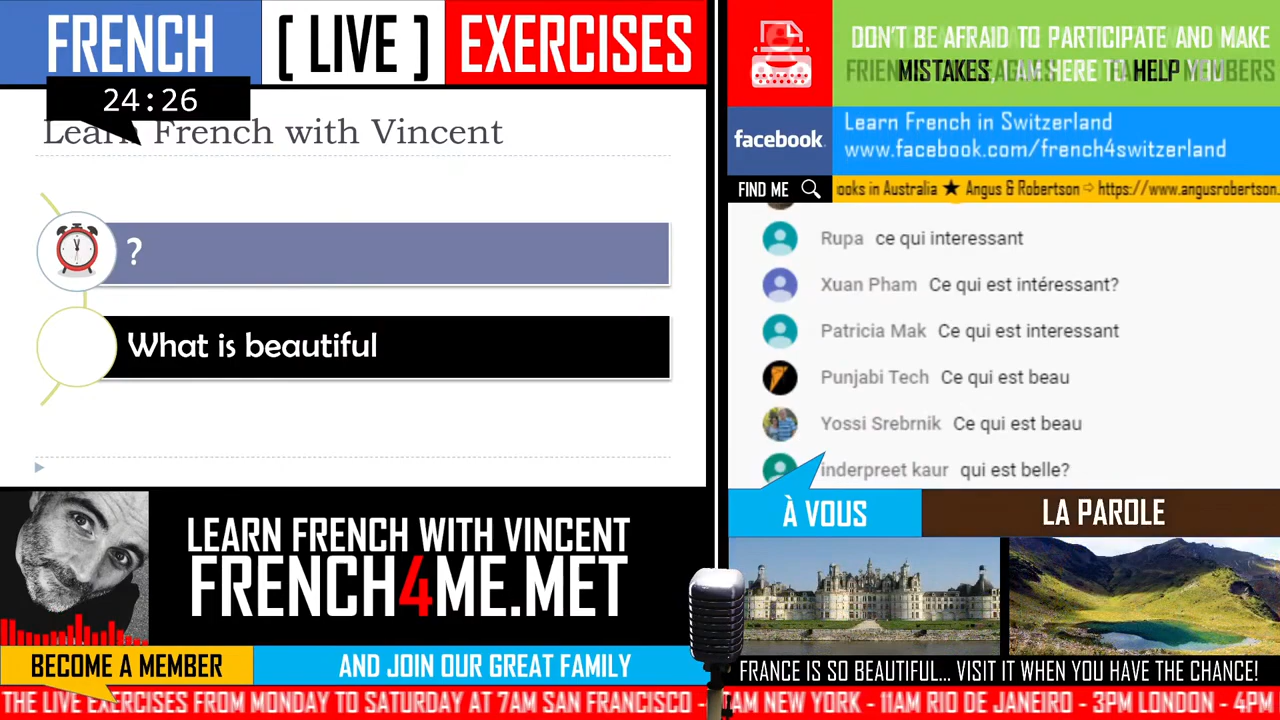 FRENCH [ LIVE ] EXERCISES
24:26
Learn French with Vincent
?
What is beautiful
LEARN FRENCH WITH VINCENT
FRENCH4ME.MET
BECOME A MEMBER
AND JOIN OUR GREAT FAMILY
DON'T BE AFRAID TO PARTICIPATE AND MAKE
MISTAKES, I AM HERE TO HELP YOU
facebook.
Learn French in Switzerland
www.facebook.com/french4switzerland
FIND ME
ooks in Australia ★ Angus & Robertson ⇨ https://www.angusrobertson.
Rupa ce qui interessant
Xuan Pham Ce qui est intéressant?
Patricia Mak Ce qui est interessant
Punjabi Tech Ce qui est beau
Yossi Srebrnik Ce qui est beau
inderpreet kaur qui est belle?
À VOUS
LA PAROLE
FRANCE IS SO BEAUTIFUL... VISIT IT WHEN YOU HAVE THE CHANCE!
THE LIVE EXERCISES FROM MONDAY TO SATURDAY AT 7AM SAN FRANCISCO - AM NEW YORK - 11AM RIO DE JANEIRO - 3PM LONDON - 4PM